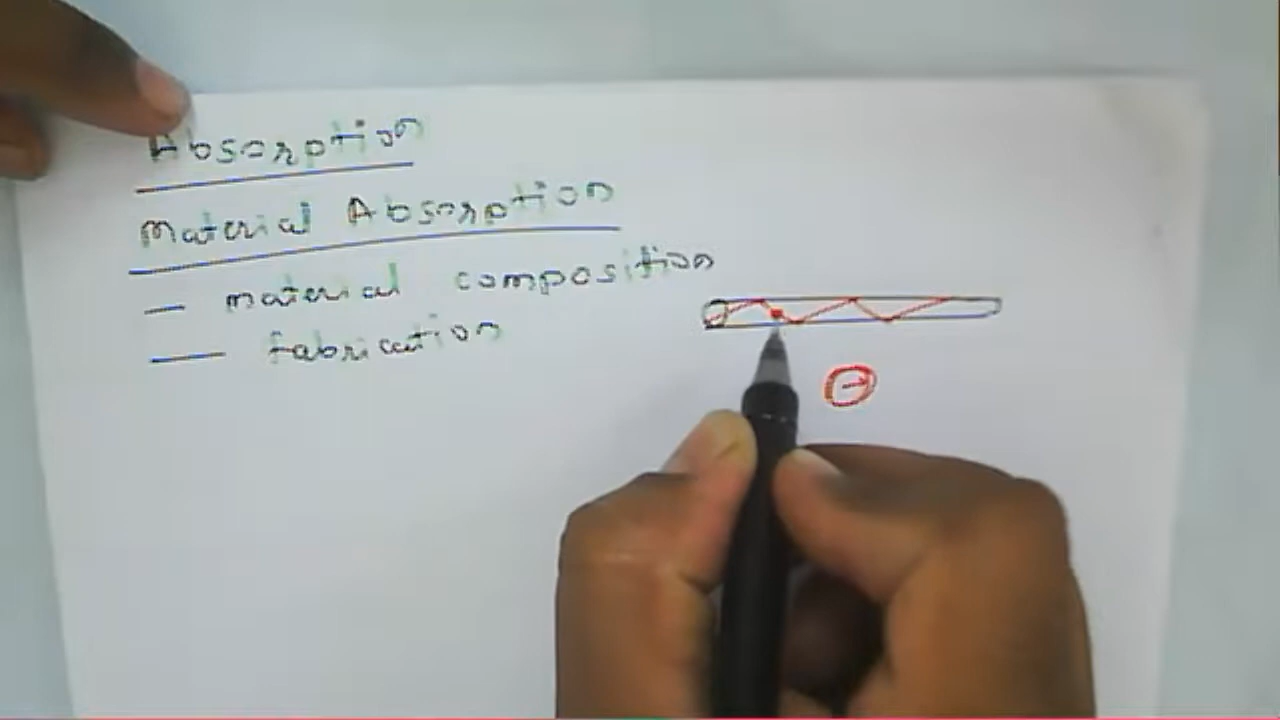 Absorption
Material Absorption
— material composition
— fabrication